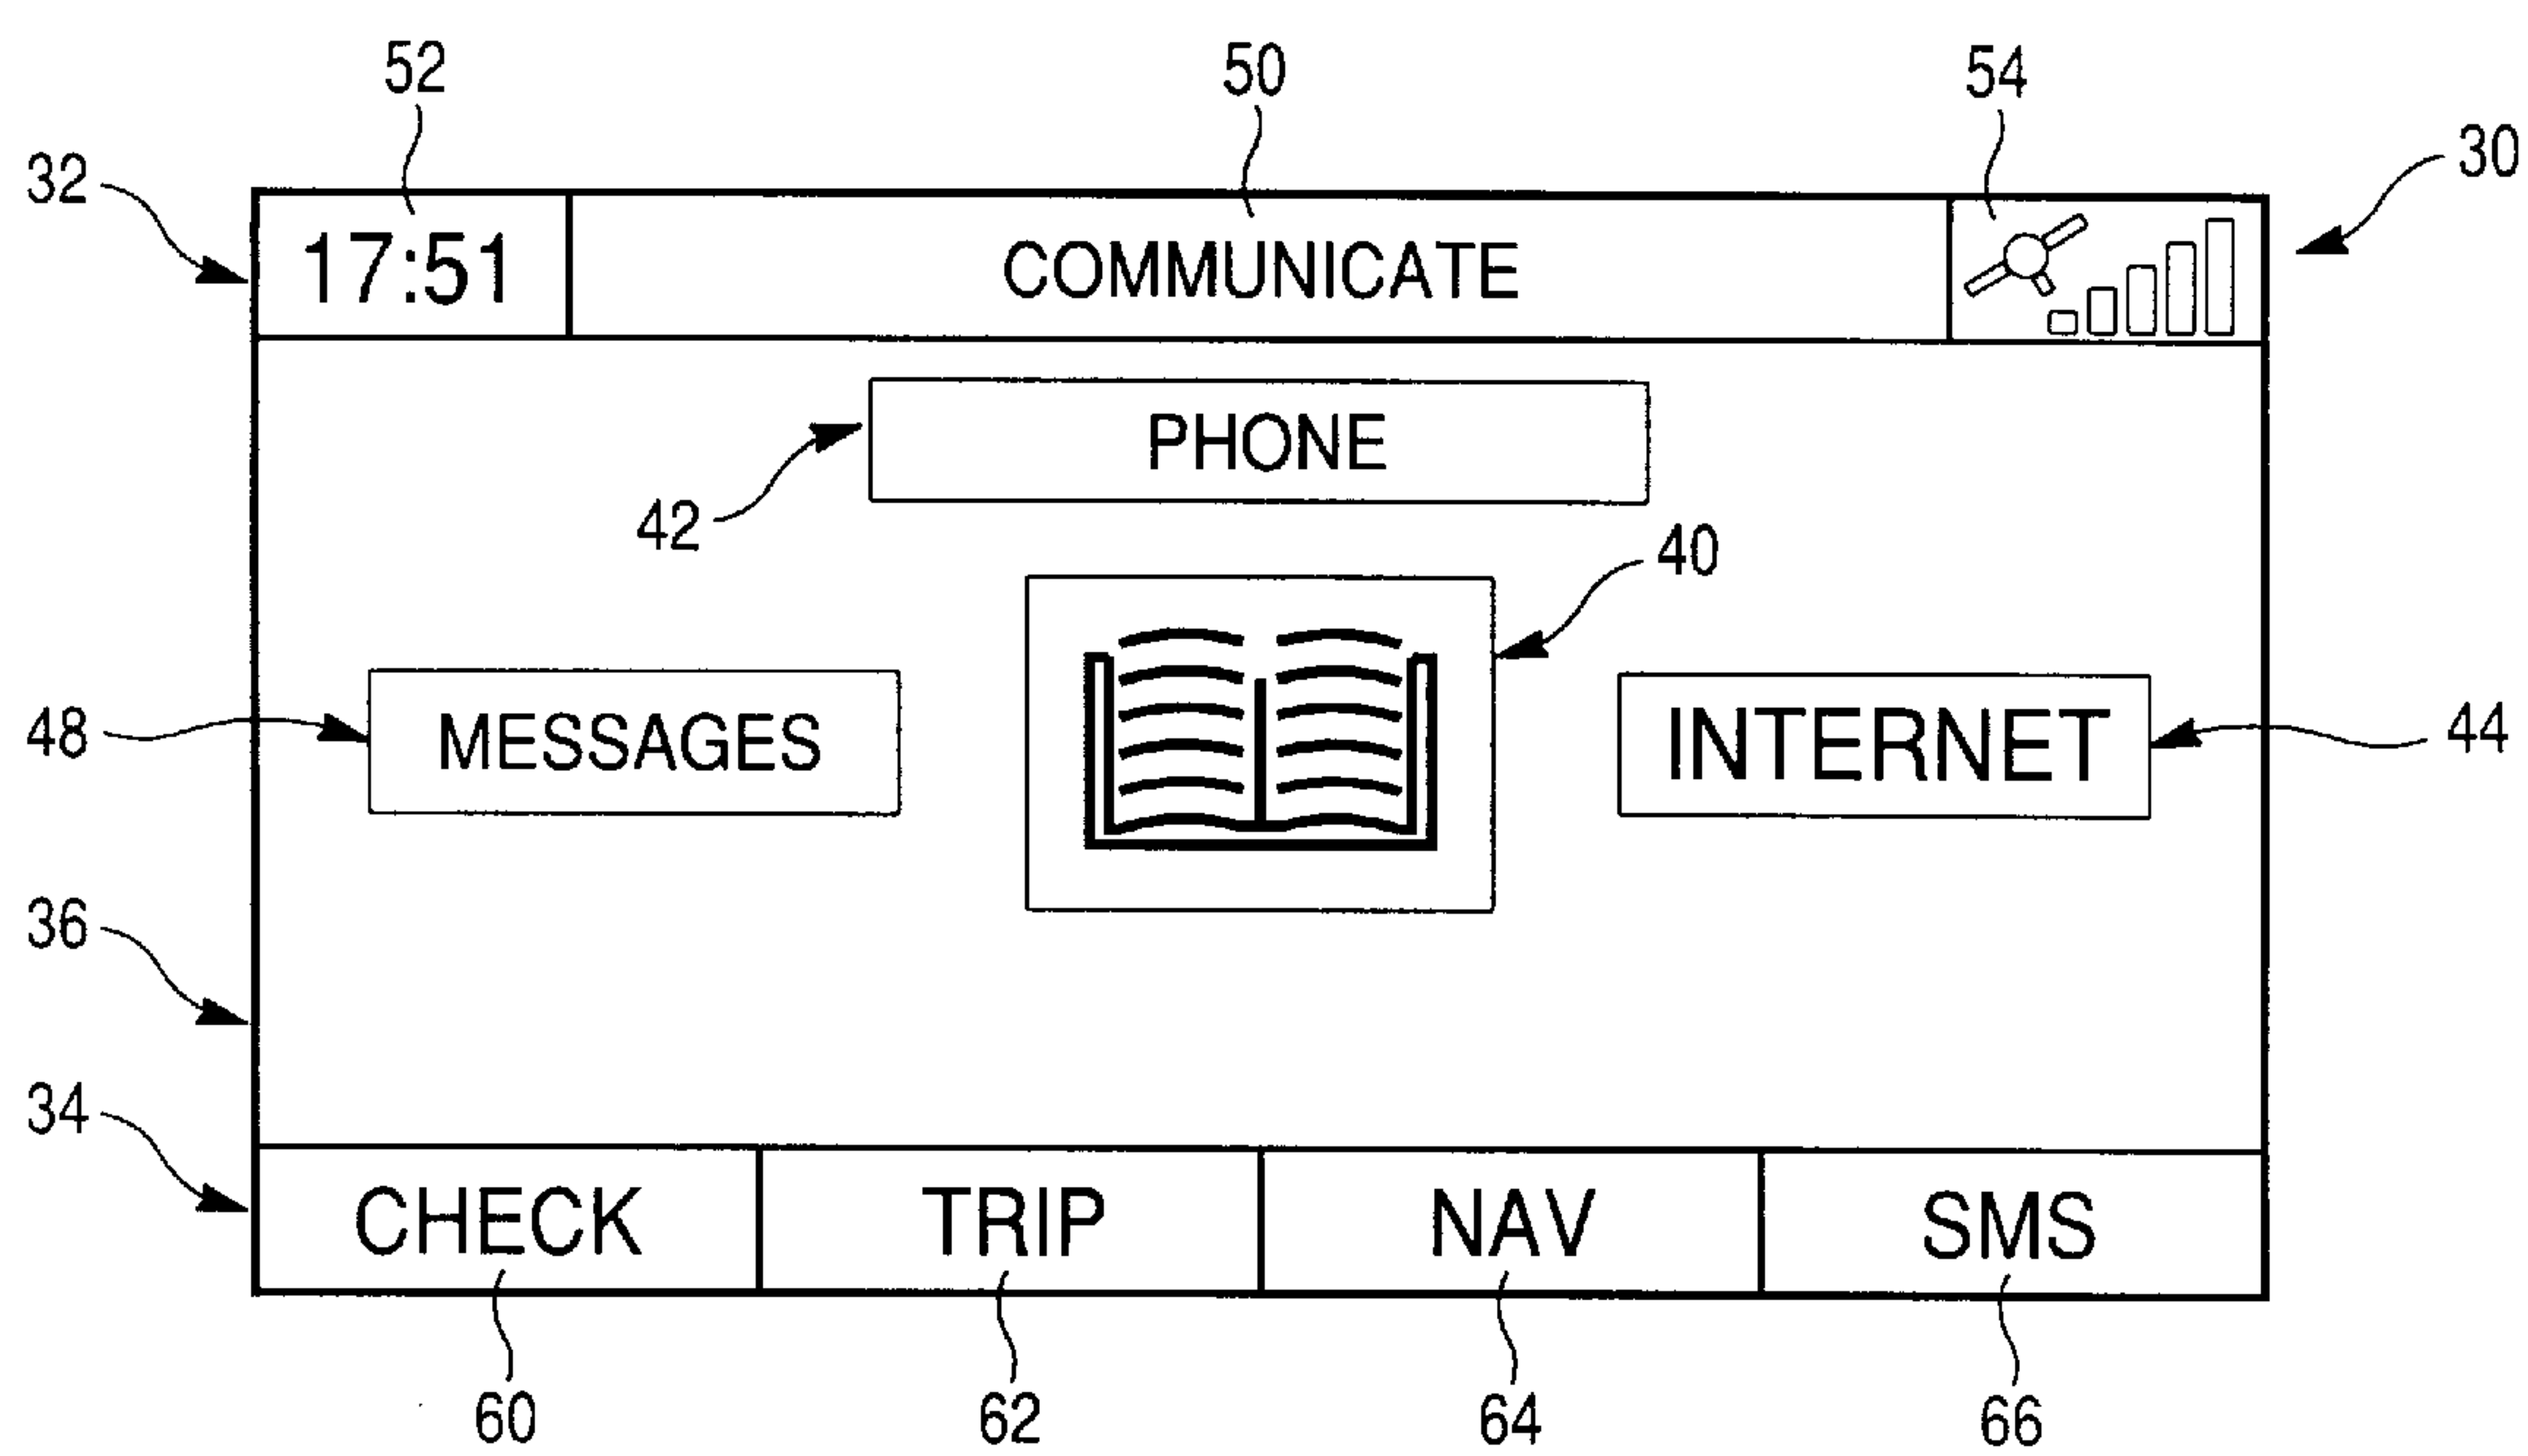 52 50 54
32 30
17:51 COMMUNICATE
PHONE
42
40
48 MESSAGES INTERNET 44
36
34
CHECK TRIP NAV SMS
60 62 64 66